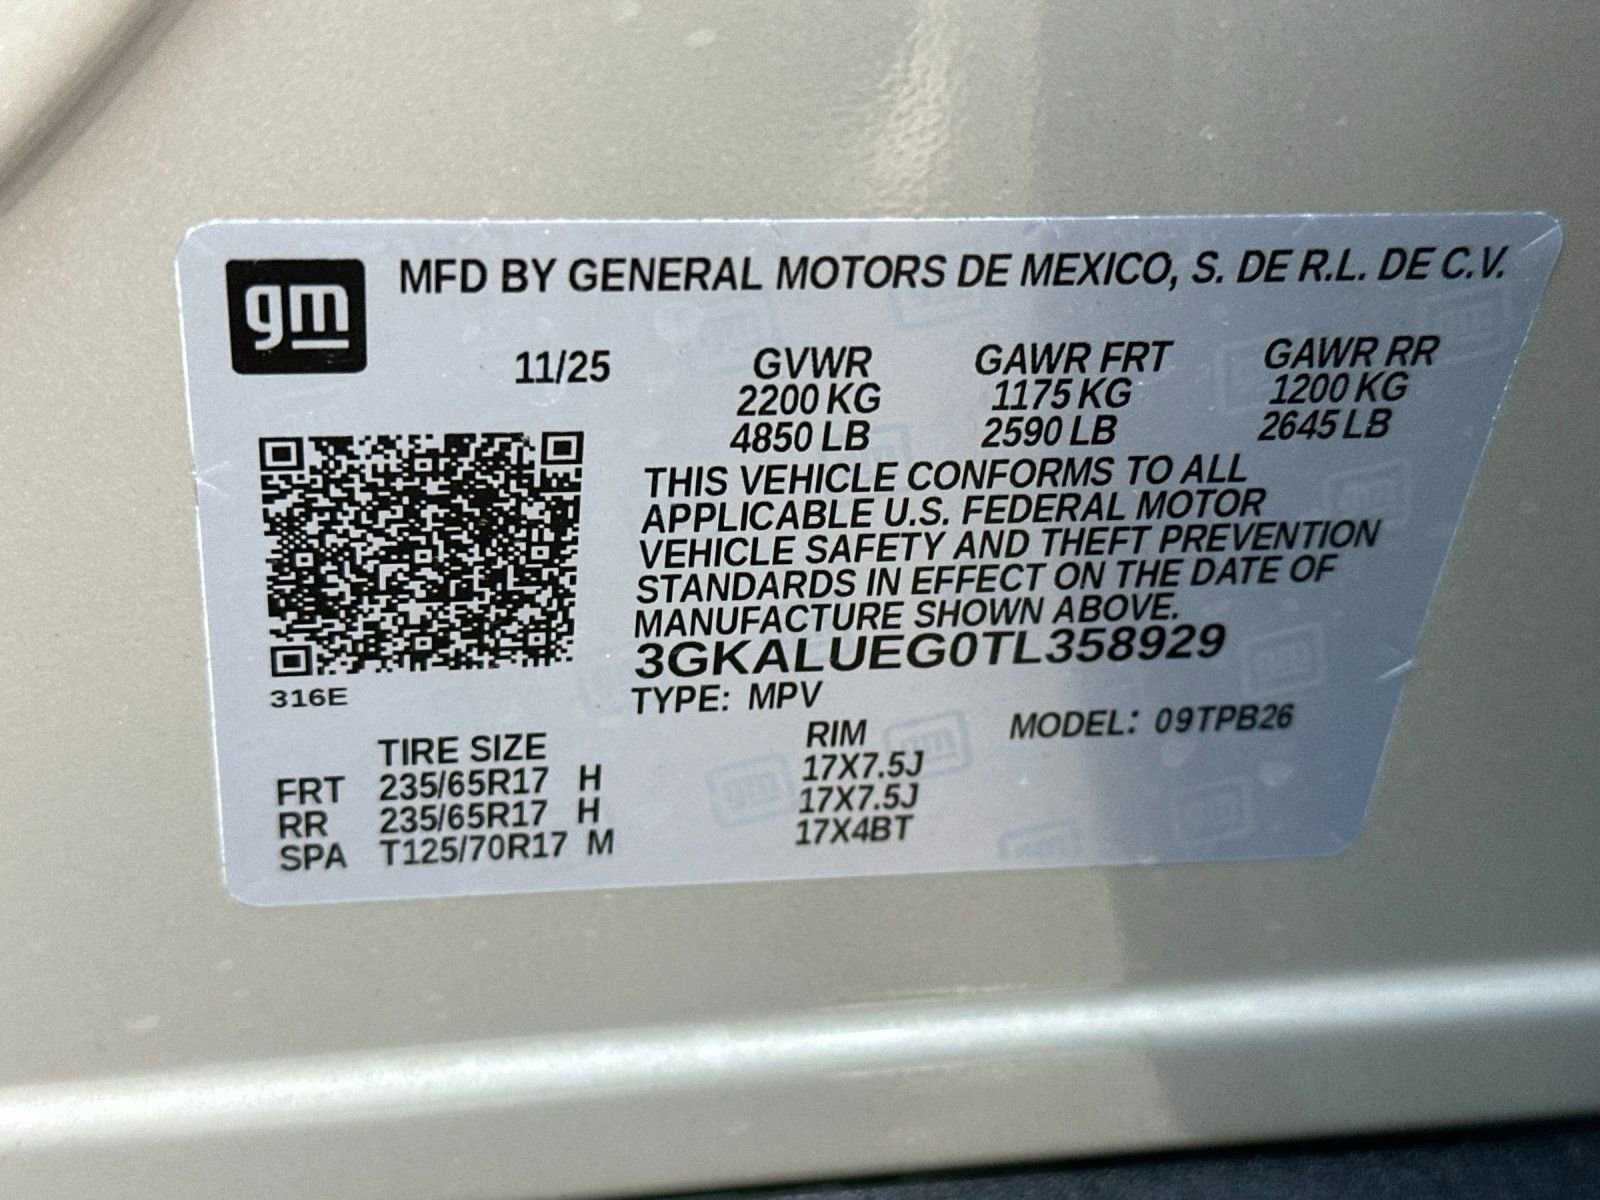 gm
MFD BY GENERAL MOTORS DE MEXICO, S. DE R.L. DE C.V.
11/25 GVWR GAWR FRT GAWR RR
2200 KG 1175 KG 1200 KG
4850 LB 2590 LB 2645 LB
THIS VEHICLE CONFORMS TO ALL
APPLICABLE U.S. FEDERAL MOTOR
VEHICLE SAFETY AND THEFT PREVENTION
STANDARDS IN EFFECT ON THE DATE OF
MANUFACTURE SHOWN ABOVE.
3GKALUEG0TL358929
316E
TYPE: MPV
MODEL: 09TPB26
TIRE SIZE RIM
FRT 235/65R17 H 17X7.5J
RR 235/65R17 H 17X7.5J
SPA T125/70R17 M 17X4BT